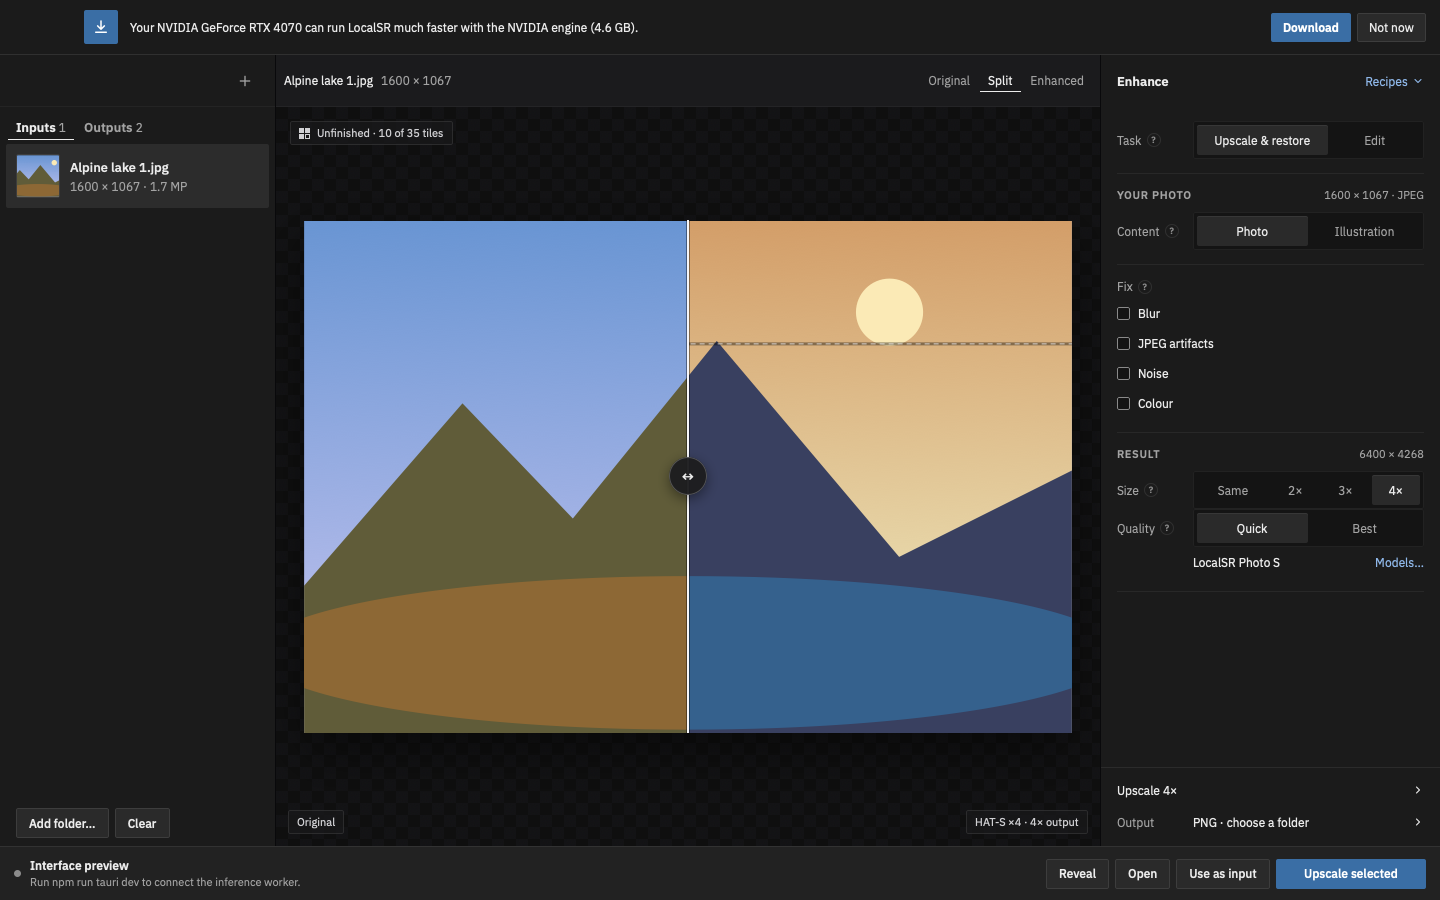 Your NVIDIA GeForce RTX 4070 can run LocalSR much faster with the NVIDIA engine (4.6 GB).
Download
Not now
Alpine lake 1.jpg 1600 × 1067
Original
Split
Enhanced
Enhance
Recipes
Inputs 1
Outputs 2
Alpine lake 1.jpg
1600 × 1067 · 1.7 MP
Unfinished · 10 of 35 tiles
Task ?
Upscale & restore
Edit
YOUR PHOTO
1600 × 1067 · JPEG
Content ?
Photo
Illustration
Fix ?
Blur
JPEG artifacts
Noise
Colour
RESULT
6400 × 4268
Size ?
Same
2×
3×
4×
Quality ?
Quick
Best
LocalSR Photo S
Models...
Upscale 4×
Output
PNG · choose a folder
Add folder...
Clear
Original
HAT-S ×4 · 4× output
Interface preview
Run npm run tauri dev to connect the inference worker.
Reveal
Open
Use as input
Upscale selected